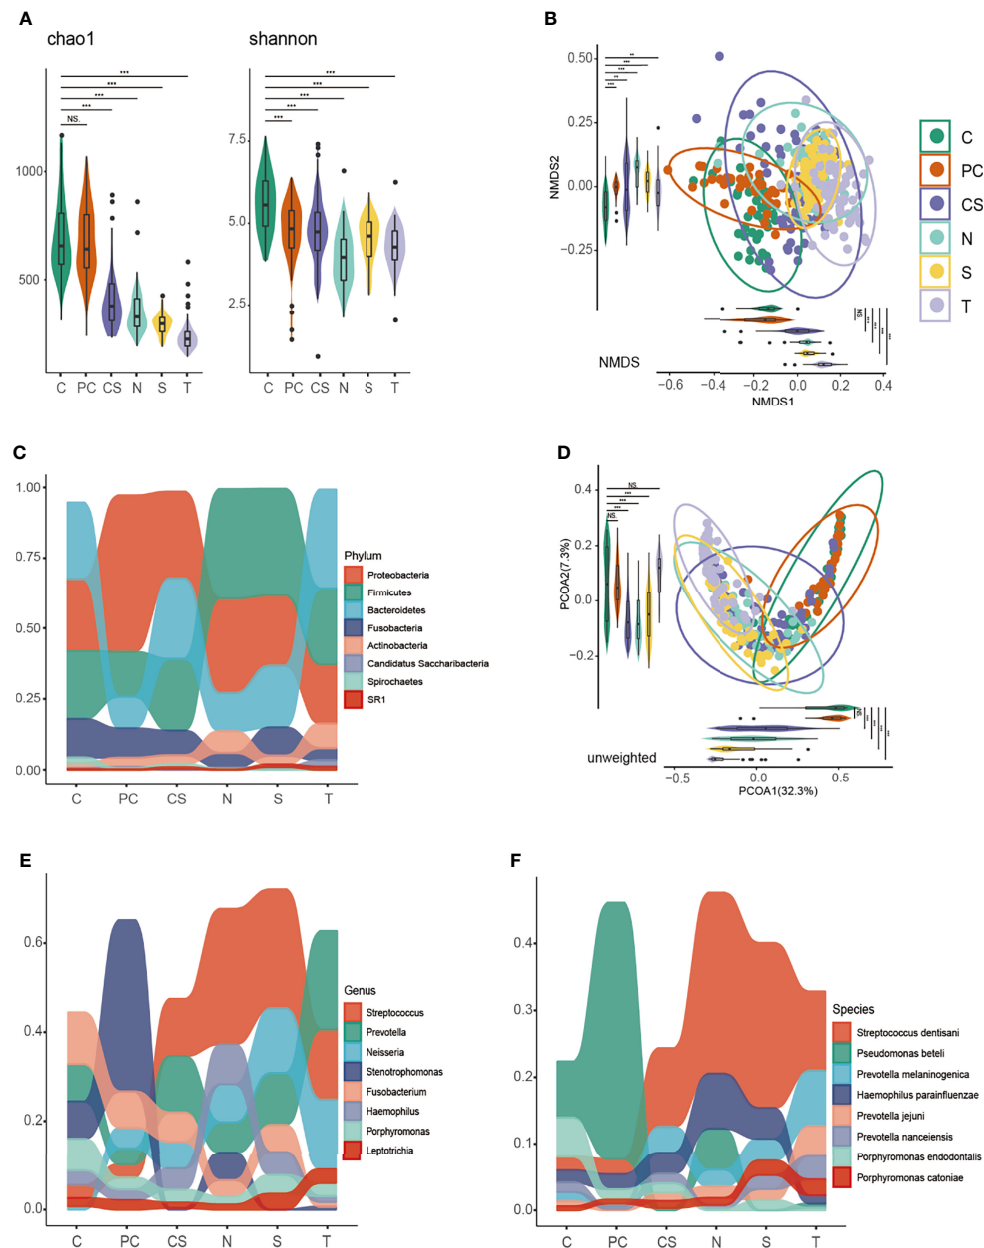 A
chao1
shannon
***
***
***
***
NS.
1000
500
C PC CS N S T
***
***
***
***
***
7.5
5.0
2.5
C PC CS N S T
B
NMDS2
0.50
0.25
0.00
−0.25
**
***
***
**
***
NS
***
***
***
NMDS
−0.6 −0.4 −0.2 0.0 0.2 0.4
NMDS1
C
PC
CS
N
S
T
C
1.00
0.75
0.50
0.25
0.00
C PC CS N S T
Phylum
Proteobacteria
Firmicutes
Bacteroidetes
Fusobacteria
Actinobacteria
Candidatus Saccharibacteria
Spirochaetes
SR1
D
PCOA2(7.3%)
0.4
0.2
0.0
−0.2
NS.
***
***
***
NS.
NS.
***
***
***
unweighted
−0.5 0.0 0.5
PCOA1(32.3%)
E
0.6
0.4
0.2
0.0
C PC CS N S T
Genus
Streptococcus
Prevotella
Neisseria
Stenotrophomonas
Fusobacterium
Haemophilus
Porphyromonas
Leptotrichia
F
0.4
0.3
0.2
0.1
0.0
C PC CS N S T
Species
Streptococcus dentisani
Pseudomonas beteli
Prevotella melaninogenica
Haemophilus parainfluenzae
Prevotella jejuni
Prevotella nanceiensis
Porphyromonas endodontalis
Porphyromonas catoniae